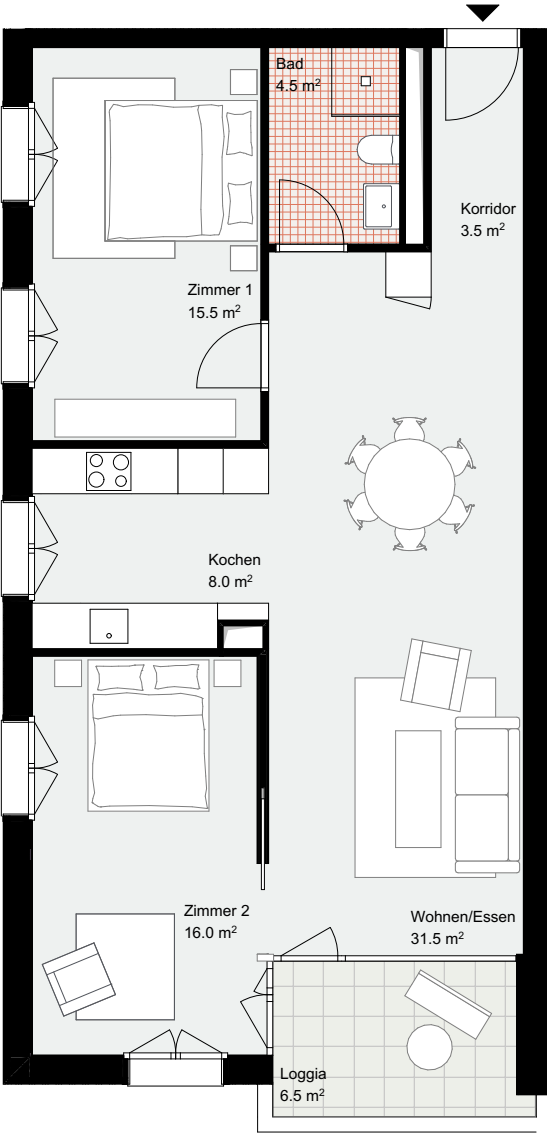 Bad
4.5 m²
Korridor
3.5 m²
Zimmer 1
15.5 m²
Kochen
8.0 m²
Zimmer 2
16.0 m²
Wohnen/Essen
31.5 m²
Loggia
6.5 m²